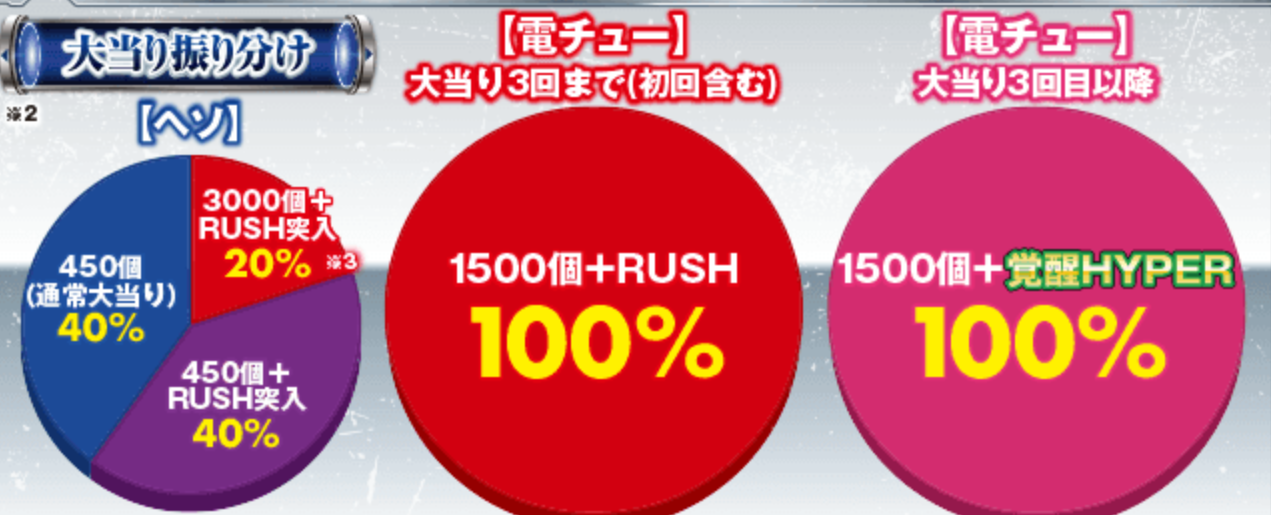 大当り振り分け
※2
【ヘソ】
3000個+
RUSH突入
20% ※3
450個
(通常大当り)
40%
450個+
RUSH突入
40%
【電チュー】
大当り3回まで(初回含む)
1500個+RUSH
100%
【電チュー】
大当り3回目以降
1500個+覚醒HYPER
100%